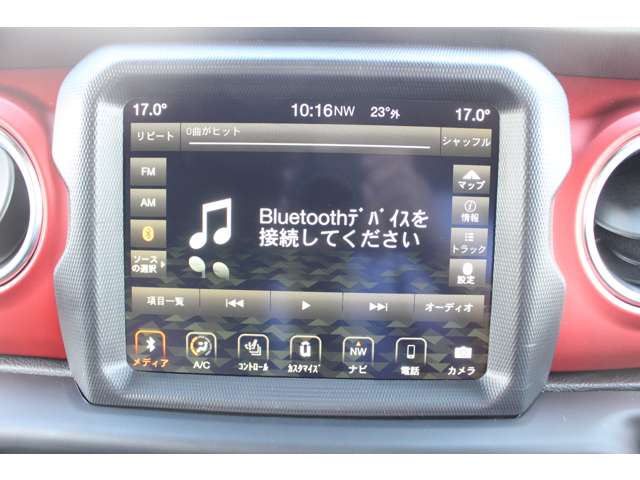 17.0° 10:16NW 23°外 17.0°
リピート 0曲がヒット シャッフル
FM
AM
ソースの選択
マップ
情報
トラック
設定
Bluetoothﾃﾞﾊﾞｲｽを
接続してください
項目一覧 オーディオ
メディア A/C ｺﾝﾄﾛｰﾙ ｶｽﾀﾏｲｽﾞ NW ナビ 電話 カメラ